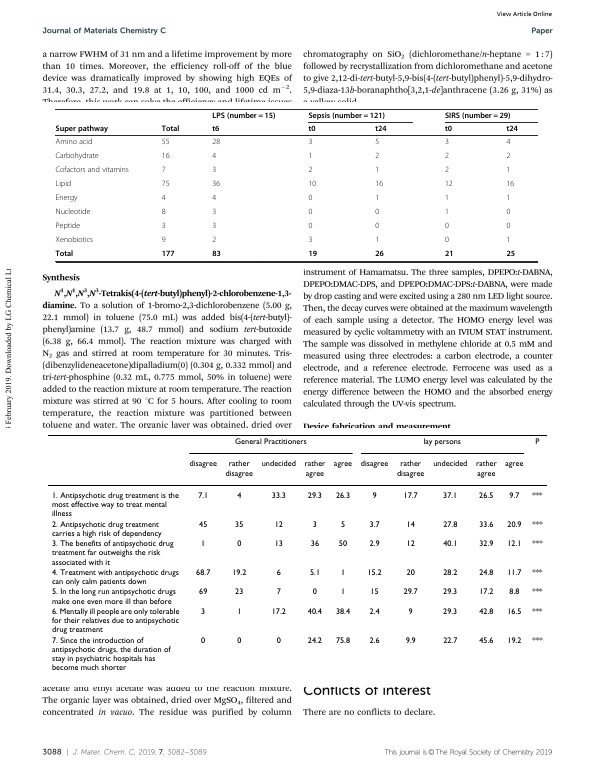 View Article Online
Journal of Materials Chemistry C
Paper
a narrow FWHM of 31 nm and a lifetime improvement by more
than 10 times. Moreover, the efficiency roll-off of the blue
device was dramatically improved by showing high EQEs of
31.4, 30.3, 27.2, and 19.8 at 1, 10, 100, and 1000 cd m−2.
Therefore, this work can solve the efficiency and lifetime issues
chromatography on SiO2 (dichloromethane/n-heptane = 1 : 7)
followed by recrystallization from dichloromethane and acetone
to give 2,12-di-tert-butyl-5,9-bis(4-(tert-butyl)phenyl)-5,9-dihydro-
5,9-diaza-13b-boranaphtho[3,2,1-de]anthracene (3.26 g, 31%) as
a yellow solid.
LPS (number = 15) Sepsis (number = 121) SIRS (number = 29)
Super pathway Total t6 t0 t24 t0 t24
Amino acid 55 28 3 5 3 4
Carbohydrate 16 4 1 2 2 2
Cofactors and vitamins 7 3 2 1 2 1
Lipid 75 36 10 16 12 16
Energy 4 4 0 1 1 1
Nucleotide 8 3 0 0 1 0
Peptide 3 3 0 0 0 0
Xenobiotics 9 2 3 1 0 1
Total 177 83 19 26 21 25
Synthesis
N1,N1,N3,N3-Tetrakis(4-(tert-butyl)phenyl)-2-chlorobenzene-1,3-
diamine. To a solution of 1-bromo-2,3-dichlorobenzene (5.00 g,
22.1 mmol) in toluene (75.0 mL) was added bis(4-(tert-butyl)-
phenyl)amine (13.7 g, 48.7 mmol) and sodium tert-butoxide
(6.38 g, 66.4 mmol). The reaction mixture was charged with
N2 gas and stirred at room temperature for 30 minutes. Tris-
(dibenzylideneacetone)dipalladium(0) (0.304 g, 0.332 mmol) and
tri-tert-phosphine (0.32 mL, 0.775 mmol, 50% in toluene) were
added to the reaction mixture at room temperature. The reaction
mixture was stirred at 90 °C for 5 hours. After cooling to room
temperature, the reaction mixture was partitioned between
toluene and water. The organic layer was obtained, dried over
instrument of Hamamatsu. The three samples, DPEPO:t-DABNA,
DPEPO:DMAC-DPS, and DPEPO:DMAC-DPS:t-DABNA, were made
by drop casting and were excited using a 280 nm LED light source.
Then, the decay curves were obtained at the maximum wavelength
of each sample using a detector. The HOMO energy level was
measured by cyclic voltammetry with an IVIUM STAT instrument.
The sample was dissolved in methylene chloride at 0.5 mM and
measured using three electrodes: a carbon electrode, a counter
electrode, and a reference electrode. Ferrocene was used as a
reference material. The LUMO energy level was calculated by the
energy difference between the HOMO and the absorbed energy
calculated through the UV-vis spectrum.
Device fabrication and measurement
General Practitioners lay persons P
disagree rather disagree undecided rather agree agree disagree rather disagree undecided rather agree agree
1. Antipsychotic drug treatment is the 7.1 4 33.3 29.3 26.3 9 17.7 37.1 26.5 9.7 ***
most effective way to treat mental
illness
2. Antipsychotic drug treatment 45 35 12 3 5 3.7 14 27.8 33.6 20.9 ***
carries a high risk of dependency
3. The benefits of antipsychotic drug 1 0 13 36 50 2.9 12 40.1 32.9 12.1 ***
treatment far outweighs the risk
associated with it
4. Treatment with antipsychotic drugs 68.7 19.2 6 5.1 1 15.2 20 28.2 24.8 11.7 ***
can only calm patients down
5. In the long run antipsychotic drugs 69 23 7 0 1 15 29.7 29.3 17.2 8.8 ***
make one even more ill than before
6. Mentally ill people are only tolerable 3 1 17.2 40.4 38.4 2.4 9 29.3 42.8 16.5 ***
for their relatives due to antipsychotic
drug treatment
7. Since the introduction of 0 0 0 24.2 75.8 2.6 9.9 22.7 45.6 19.2 ***
antipsychotic drugs, the duration of
stay in psychiatric hospitals has
become much shorter
acetate and ethyl acetate was added to the reaction mixture.
The organic layer was obtained, dried over MgSO4, filtered and
concentrated in vacuo. The residue was purified by column
Conflicts of interest
There are no conflicts to declare.
February 2019. Downloaded by LG Chemical
3088 | J. Mater. Chem. C, 2019, 7, 3082–3089
This journal is © The Royal Society of Chemistry 2019